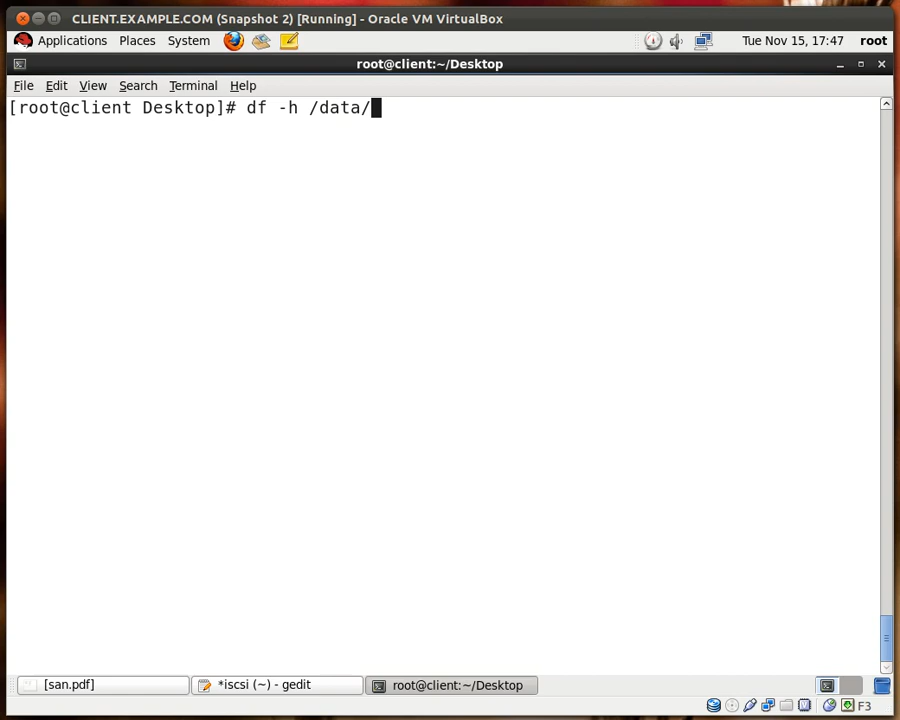 CLIENT.EXAMPLE.COM (Snapshot 2) [Running] - Oracle VM VirtualBox
Applications Places System Tue Nov 15, 17:47 root
root@client:~/Desktop
File Edit View Search Terminal Help
[root@client Desktop]# df -h /data/
[san.pdf] *iscsi (~) - gedit root@client:~/Desktop
F3